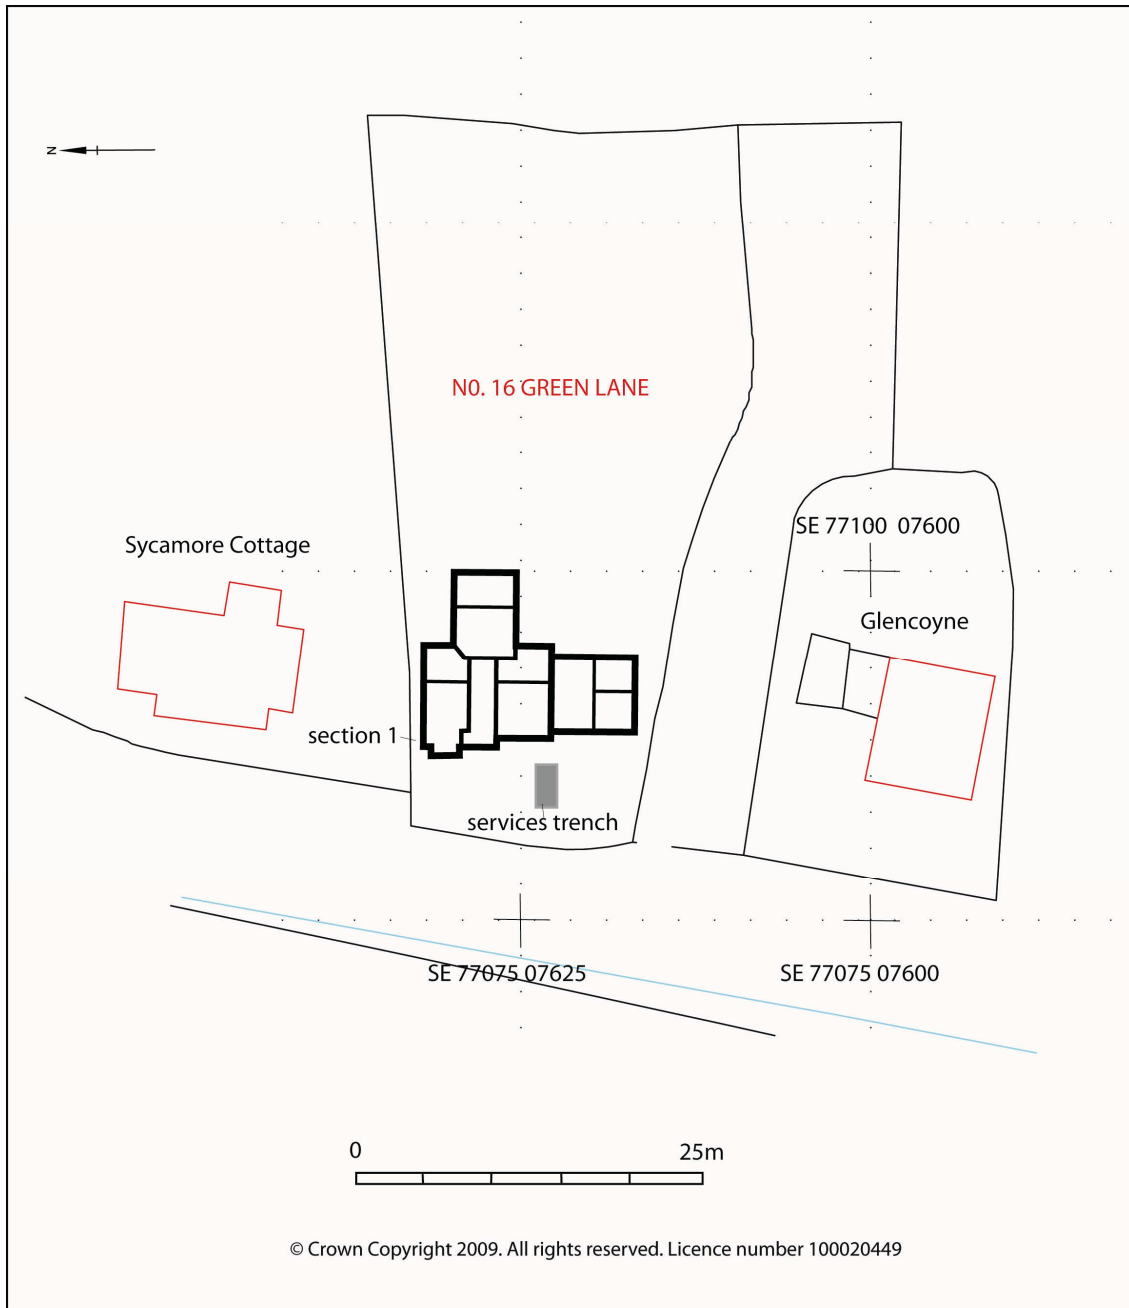 N
N0. 16 GREEN LANE
SE 77100 07600
Sycamore Cottage
Glencoyne
section 1
services trench
SE 77075 07625
SE 77075 07600
0
25m
© Crown Copyright 2009. All rights reserved. Licence number 100020449